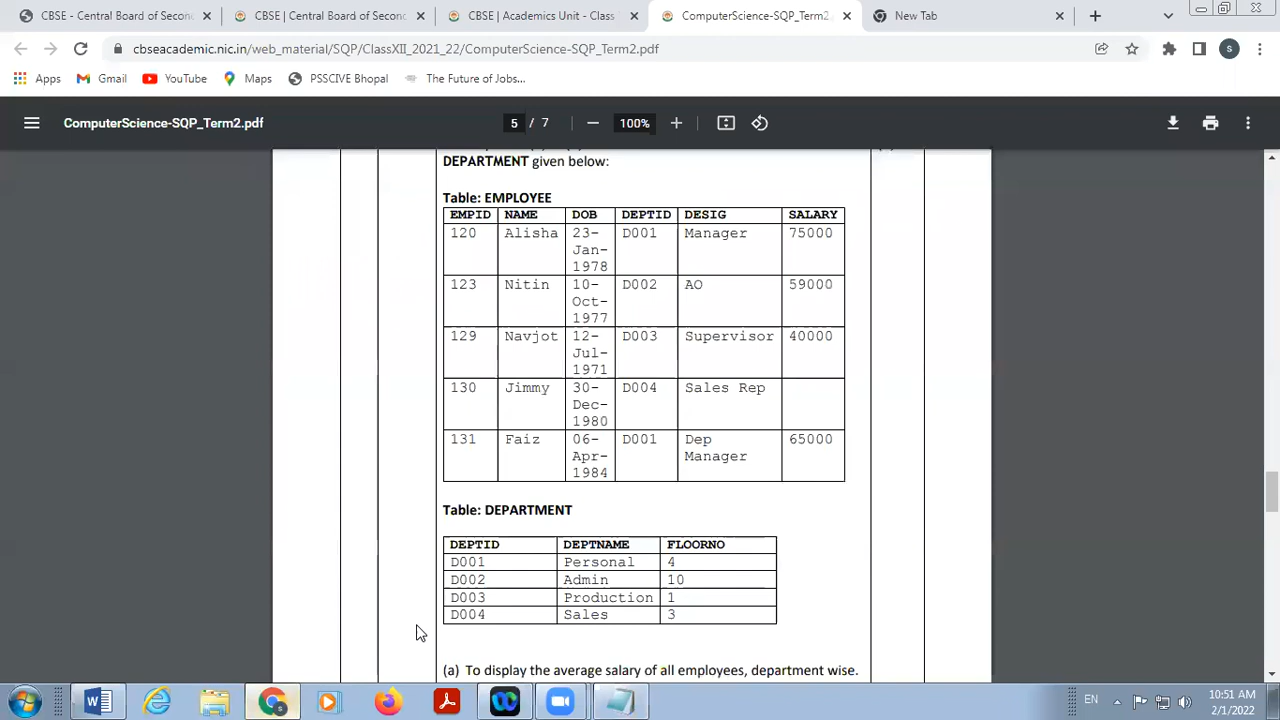 CBSE - Central Board of Second
CBSE | Central Board of Second
CBSE | Academics Unit - Class
ComputerScience-SQP_Term2.
New Tab
cbseacademic.nic.in/web_material/SQP/ClassXII_2021_22/ComputerScience-SQP_Term2.pdf
S
Apps
Gmail
YouTube
Maps
PSSCIVE Bhopal
The Future of Jobs...
ComputerScience-SQP_Term2.pdf
5 / 7
100%
DEPARTMENT given below:
Table: EMPLOYEE
EMPID NAME DOB DEPTID DESIG SALARY
120 Alisha 23-Jan-1978 D001 Manager 75000
123 Nitin 10-Oct-1977 D002 AO 59000
129 Navjot 12-Jul-1971 D003 Supervisor 40000
130 Jimmy 30-Dec-1980 D004 Sales Rep
131 Faiz 06-Apr-1984 D001 Dep Manager 65000
Table: DEPARTMENT
DEPTID DEPTNAME FLOORNO
D001 Personal 4
D002 Admin 10
D003 Production 1
D004 Sales 3
(a) To display the average salary of all employees, department wise.
EN
10:51 AM
2/1/2022